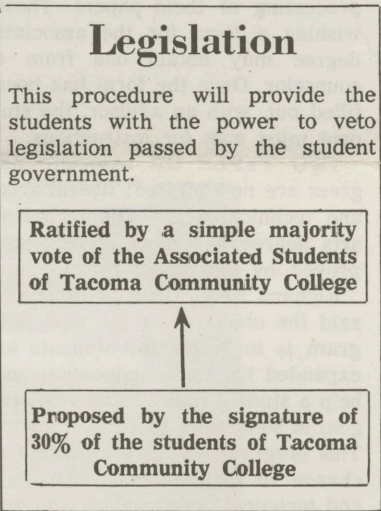 Legislation
This procedure will provide the
students with the power to veto
legislation passed by the student
government.
Ratified by a simple majority
vote of the Associated Students
of Tacoma Community College
Proposed by the signature of
30% of the students of Tacoma
Community College